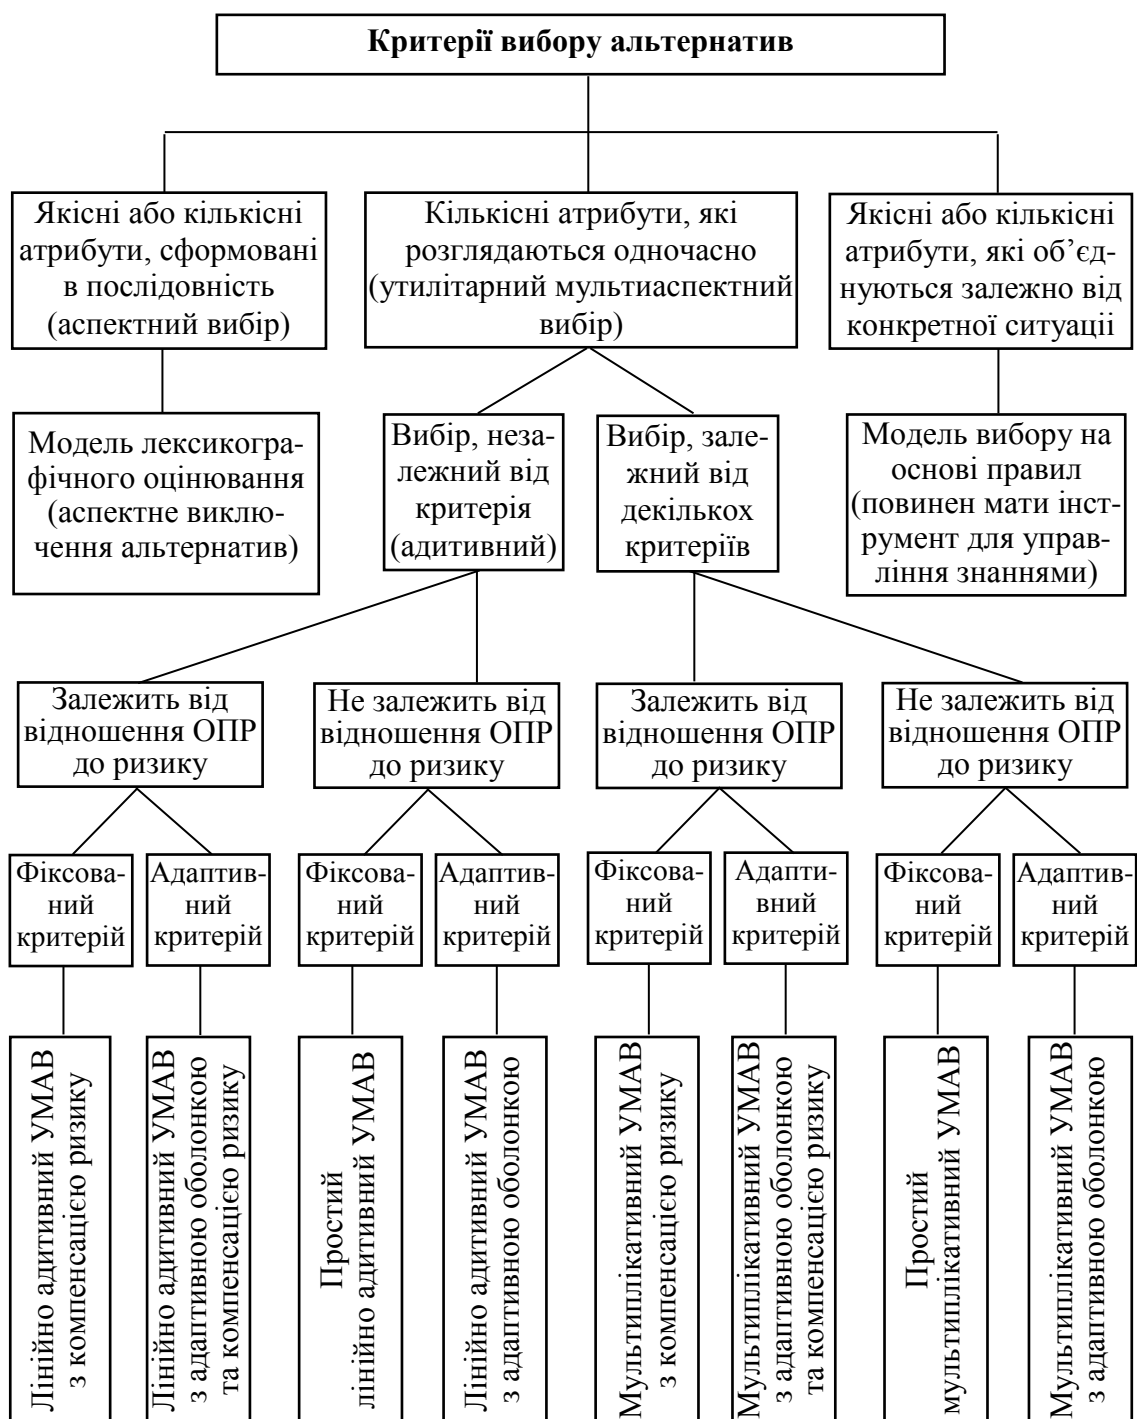 Критерії вибору альтернатив
Якісні або кількісні
атрибути, сформовані
в послідовність
(аспектний вибір)
Кількісні атрибути, які
розглядаються одночасно
(утилітарний мультиаспектний
вибір)
Якісні або кількісні
атрибути, які об’єд-
нуються залежно від
конкретної ситуації
Модель лексикогра-
фічного оцінювання
(аспектне виклю-
чення альтернатив)
Вибір, неза-
лежний від
критерія
(адитивний)
Вибір, зале-
жний від
декількох
критеріїв
Модель вибору на
основі правил
(повинен мати інст-
румент для управ-
ління знаннями)
Залежить від
відношення ОПР
до ризику
Не залежить від
відношення ОПР
до ризику
Залежить від
відношення ОПР
до ризику
Не залежить від
відношення ОПР
до ризику
Фіксова-
ний
критерій
Адаптив-
ний
критерій
Фіксова-
ний
критерій
Адаптив-
ний
критерій
Фіксова-
ний
критерій
Адапти-
вний
критерій
Фіксова-
ний
критерій
Адаптив-
ний
критерій
Лінійно адитивний УМАВ
з компенсацією ризику
Лінійно адитивний УМАВ
з адаптивною оболонкою
та компенсацією ризику
Простий
лінійно адитивний УМАВ
Лінійно адитивний УМАВ
з адаптивною оболонкою
Мультиплікативний УМАВ
з компенсацією ризику
Мультиплікативний УМАВ
з адаптивною оболонкою
та компенсацією ризику
Простий
мультиплікативний УМАВ
Мультиплікативний УМАВ
з адаптивною оболонкою